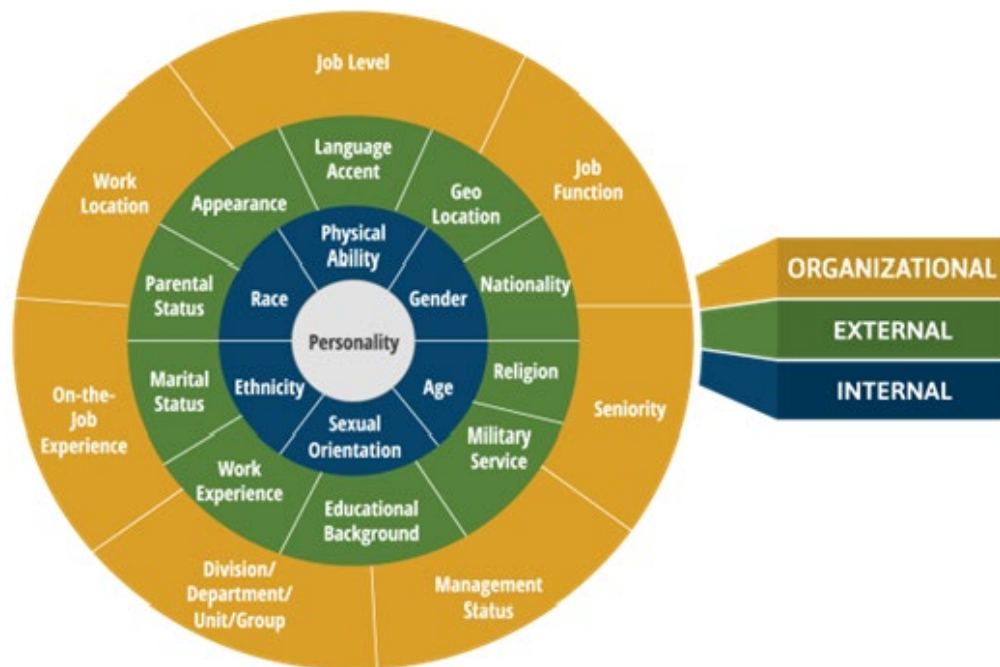 Job Level
Job
Function
Seniority
Management
Status
Division/
Department/
Unit/Group
On-the-
Job
Experience
Work
Location
Language
Accent
Geo
Location
Nationality
Religion
Military
Service
Educational
Background
Work
Experience
Marital
Status
Parental
Status
Appearance
Physical
Ability
Gender
Age
Sexual
Orientation
Ethnicity
Race
Personality
ORGANIZATIONAL
EXTERNAL
INTERNAL